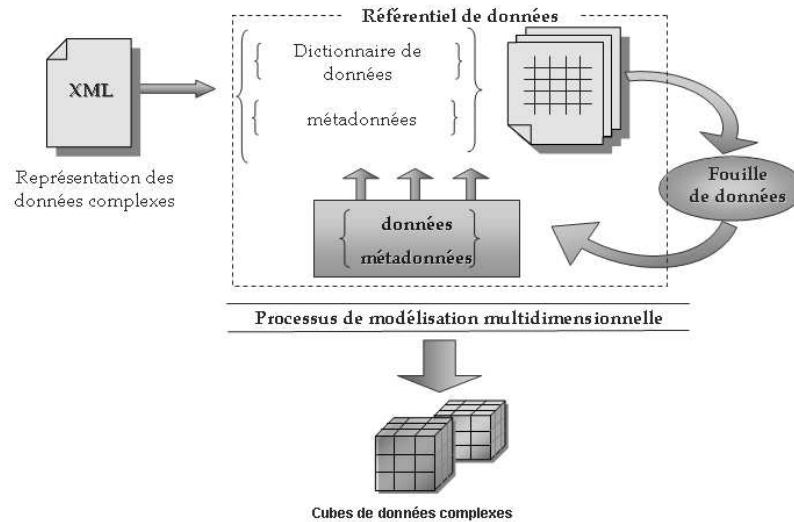 Référentiel de données
XML
Dictionnaire de
données
métadonnées
Représentation des
données complexes
Fouille
de données
données
métadonnées
Processus de modélisation multidimensionnelle
Cubes de données complexes